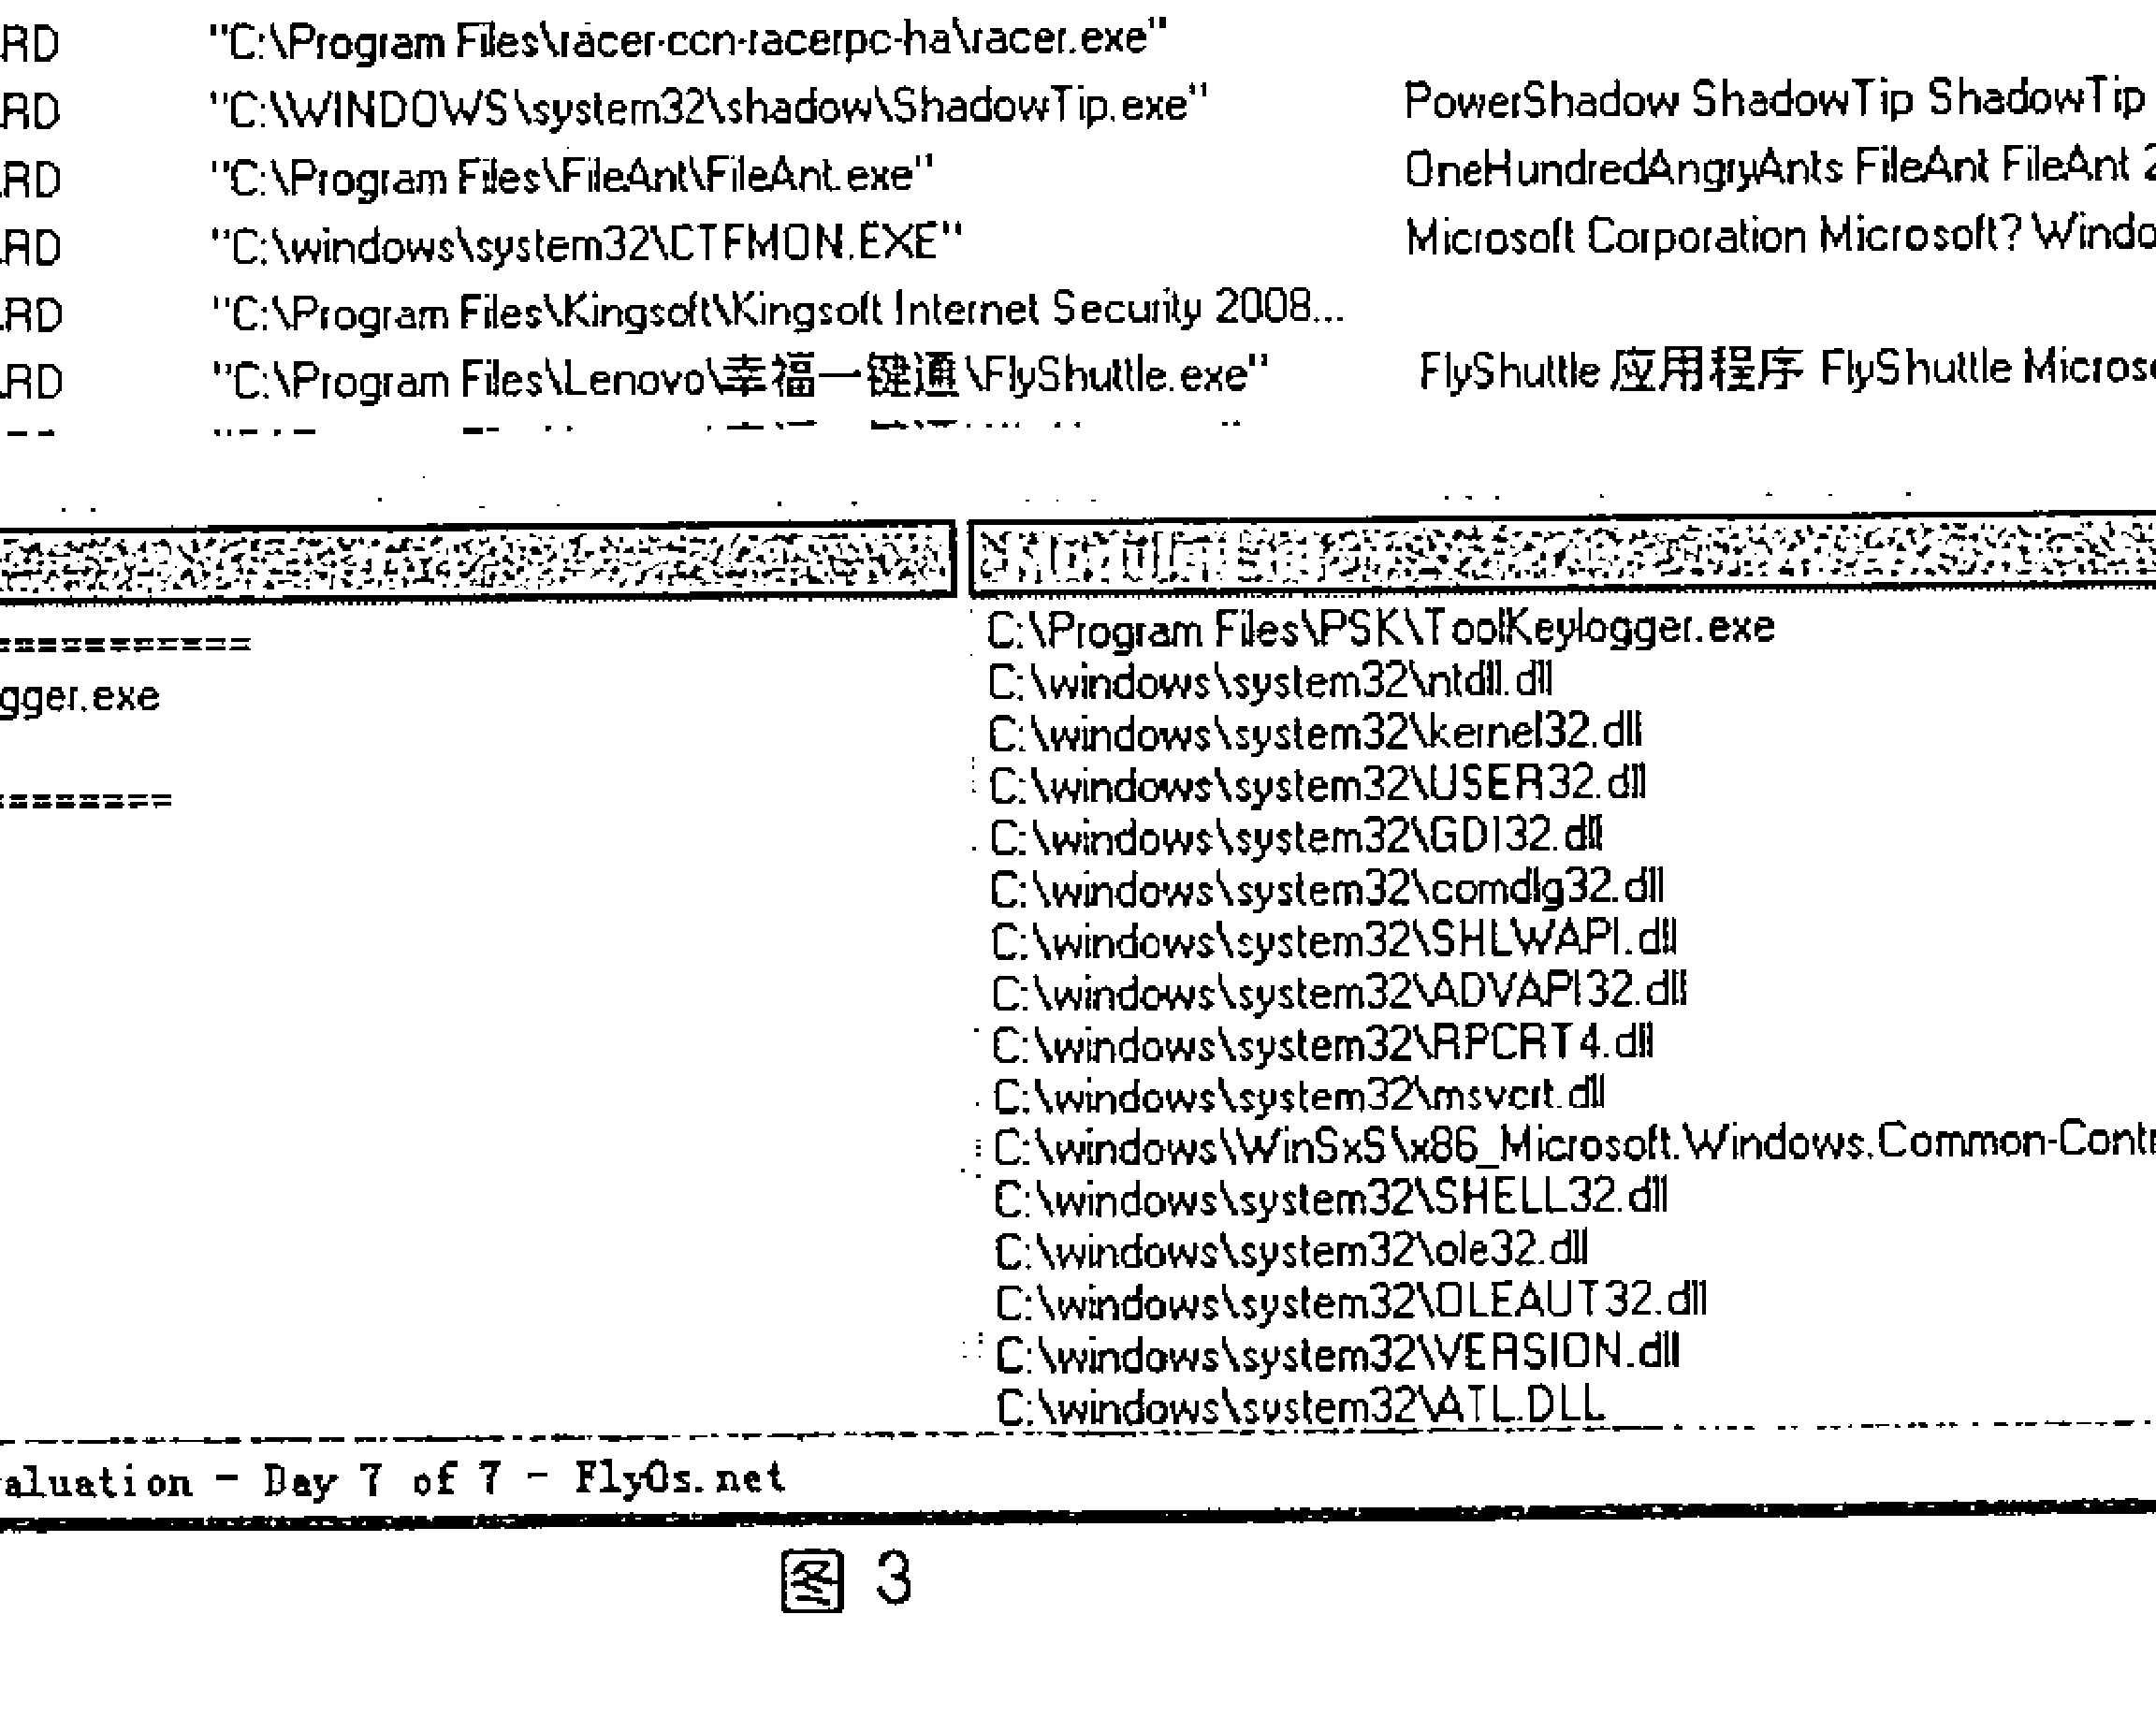 RD "C:\Program Files\racer-ccn-racerpc-ha\racer.exe"
RD "C:\WINDOWS\system32\shadow\ShadowTip.exe" PowerShadow ShadowTip ShadowTip
RD "C:\Program Files\FileAnt\FileAnt.exe" OneHundredAngryAnts FileAnt FileAnt 2
RD "C:\windows\system32\CTFMON.EXE" Microsoft Corporation Microsoft? Windo
RD "C:\Program Files\Kingsoft\Kingsoft Internet Security 2008...
RD "C:\Program Files\Lenovo\幸福一键通\FlyShuttle.exe" FlyShuttle 应用程序 FlyShuttle Microso
===========
gger.exe
========
C:\Program Files\PSK\ToolKeylogger.exe
C:\windows\system32\ntdll.dll
C:\windows\system32\kernel32.dll
C:\windows\system32\USER32.dll
C:\windows\system32\GDI32.dll
C:\windows\system32\comdlg32.dll
C:\windows\system32\SHLWAPI.dll
C:\windows\system32\ADVAPI32.dll
C:\windows\system32\RPCRT4.dll
C:\windows\system32\msvcrt.dll
C:\windows\WinSxS\x86_Microsoft.Windows.Common-Contr
C:\windows\system32\SHELL32.dll
C:\windows\system32\ole32.dll
C:\windows\system32\OLEAUT32.dll
C:\windows\system32\VERSION.dll
C:\windows\system32\ATL.DLL
aluation - Day 7 of 7 - FlyOs.net
图 3